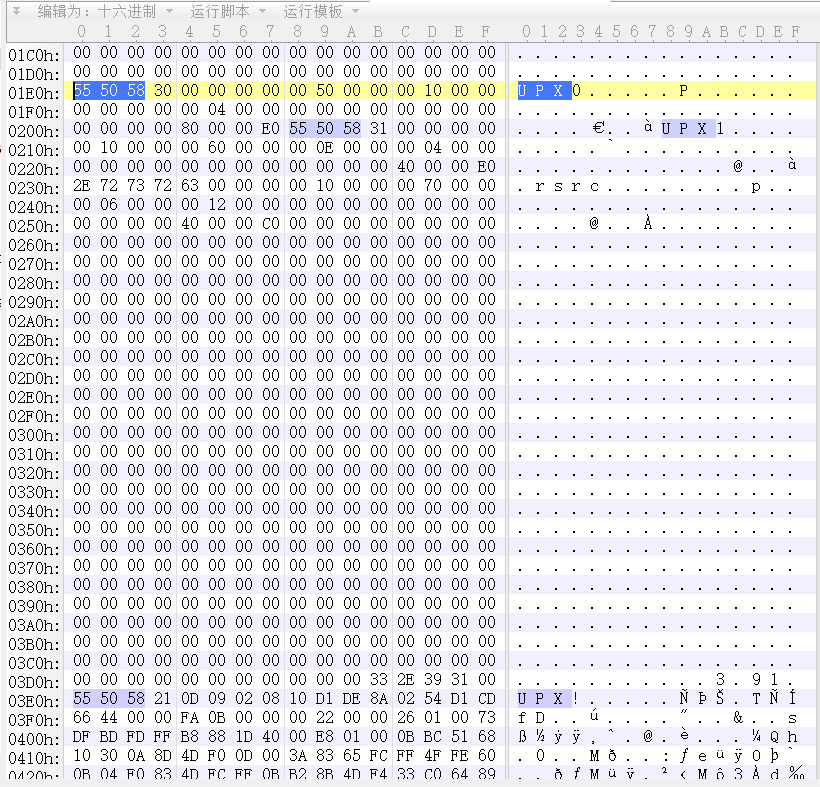 编辑为: 十六进制 运行脚本 运行模板
0 1 2 3 4 5 6 7 8 9 A B C D E F 0 1 2 3 4 5 6 7 8 9 A B C D E F
01C0h: 00 00 00 00 00 00 00 00 00 00 00 00 00 00 00 00 ................
01D0h: 00 00 00 00 00 00 00 00 00 00 00 00 00 00 00 00 ................
01E0h: 55 50 58 30 00 00 00 00 00 50 00 00 00 10 00 00 UPX0.....P......
01F0h: 00 00 00 00 00 04 00 00 00 00 00 00 00 00 00 00 ................
0200h: 00 00 00 00 80 00 00 E0 55 50 58 31 00 00 00 00 ....€..àUPX1....
0210h: 00 10 00 00 00 60 00 00 00 0E 00 00 00 04 00 00 .....`..........
0220h: 00 00 00 00 00 00 00 00 00 00 00 00 40 00 00 E0 ............@..à
0230h: 2E 72 73 72 63 00 00 00 00 10 00 00 00 70 00 00 .rsrc........p..
0240h: 00 06 00 00 00 12 00 00 00 00 00 00 00 00 00 00 ................
0250h: 00 00 00 00 40 00 00 C0 00 00 00 00 00 00 00 00 ....@..À........
0260h: 00 00 00 00 00 00 00 00 00 00 00 00 00 00 00 00 ................
0270h: 00 00 00 00 00 00 00 00 00 00 00 00 00 00 00 00 ................
0280h: 00 00 00 00 00 00 00 00 00 00 00 00 00 00 00 00 ................
0290h: 00 00 00 00 00 00 00 00 00 00 00 00 00 00 00 00 ................
02A0h: 00 00 00 00 00 00 00 00 00 00 00 00 00 00 00 00 ................
02B0h: 00 00 00 00 00 00 00 00 00 00 00 00 00 00 00 00 ................
02C0h: 00 00 00 00 00 00 00 00 00 00 00 00 00 00 00 00 ................
02D0h: 00 00 00 00 00 00 00 00 00 00 00 00 00 00 00 00 ................
02E0h: 00 00 00 00 00 00 00 00 00 00 00 00 00 00 00 00 ................
02F0h: 00 00 00 00 00 00 00 00 00 00 00 00 00 00 00 00 ................
0300h: 00 00 00 00 00 00 00 00 00 00 00 00 00 00 00 00 ................
0310h: 00 00 00 00 00 00 00 00 00 00 00 00 00 00 00 00 ................
0320h: 00 00 00 00 00 00 00 00 00 00 00 00 00 00 00 00 ................
0330h: 00 00 00 00 00 00 00 00 00 00 00 00 00 00 00 00 ................
0340h: 00 00 00 00 00 00 00 00 00 00 00 00 00 00 00 00 ................
0350h: 00 00 00 00 00 00 00 00 00 00 00 00 00 00 00 00 ................
0360h: 00 00 00 00 00 00 00 00 00 00 00 00 00 00 00 00 ................
0370h: 00 00 00 00 00 00 00 00 00 00 00 00 00 00 00 00 ................
0380h: 00 00 00 00 00 00 00 00 00 00 00 00 00 00 00 00 ................
0390h: 00 00 00 00 00 00 00 00 00 00 00 00 00 00 00 00 ................
03A0h: 00 00 00 00 00 00 00 00 00 00 00 00 00 00 00 00 ................
03B0h: 00 00 00 00 00 00 00 00 00 00 00 00 00 00 00 00 ................
03C0h: 00 00 00 00 00 00 00 00 00 00 00 00 00 00 00 00 ................
03D0h: 00 00 00 00 00 00 00 00 00 00 00 33 2E 39 31 00 ...........3.91.
03E0h: 55 50 58 21 0D 09 02 08 10 D1 DE 8A 02 54 D1 CD UPX!.....ÑÞŠ.TÑÍ
03F0h: 66 44 00 00 FA 0B 00 00 00 22 00 00 26 01 00 73 fD..ú...."..&..s
0400h: DF BD FD FF B8 88 1D 40 00 E8 01 00 0B BC 51 68 ß½ýÿ¸ˆ.@.è...¼Qh
0410h: 10 30 0A 8D 4D F0 0D 00 3A 83 65 FC FF 4F FE 60 .0..Mð..:ƒeüÿOþ`
0420h: 0B 04 F0 83 4D FC FF 0B B2 8B 4D F4 33 C0 64 89 ..ðƒMüÿ.²‹Mô3Àd‰